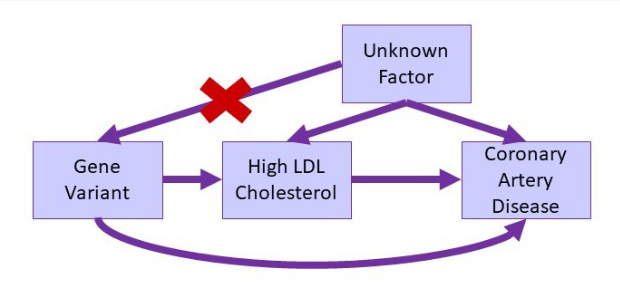 Unknown
Factor
Gene
Variant
High LDL
Cholesterol
Coronary
Artery
Disease